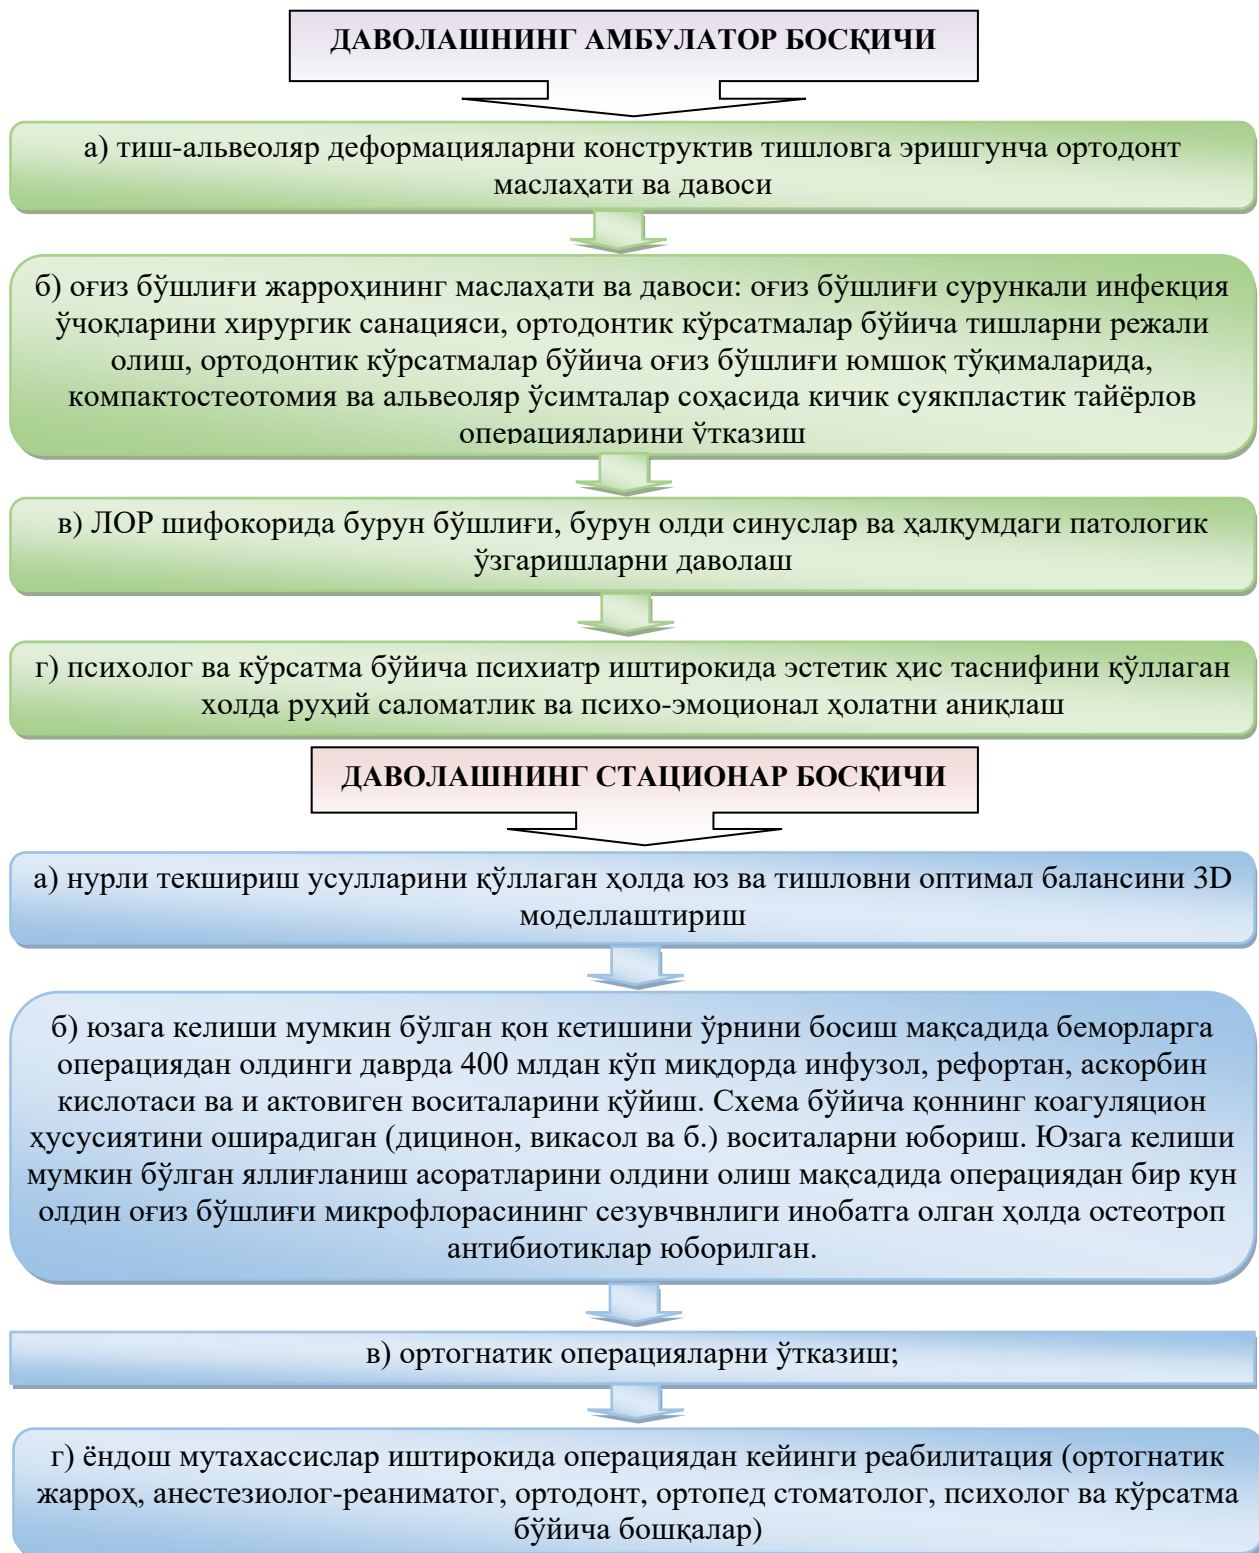 ДАВОЛАШНИНГ АМБУЛАТОР БОСҚИЧИ
а) тиш-альвеоляр деформацияларни конструктив тишловга эришгунча ортодонт
маслаҳати ва давоси
б) оғиз бўшлиғи жарроҳининг маслаҳати ва давоси: оғиз бўшлиғи сурункали инфекция
ўчоқларини хирургик санацияси, ортодонтик кўрсатмалар бўйича тишларни режали
олиш, ортодонтик кўрсатмалар бўйича оғиз бўшлиғи юмшоқ тўқималарида,
компактостеотомия ва альвеоляр ўсимталар соҳасида кичик суякпластик тайёрлов
операцияларини ўтказиш
в) ЛОР шифокорида бурун бўшлиғи, бурун олди синуслар ва ҳалқумдаги патологик
ўзгаришларни даволаш
г) психолог ва кўрсатма бўйича психиатр иштирокида эстетик ҳис таснифини қўллаган
холда руҳий саломатлик ва психо-эмоционал ҳолатни аниқлаш
ДАВОЛАШНИНГ СТАЦИОНАР БОСҚИЧИ
а) нурли текшириш усулларини қўллаган ҳолда юз ва тишловни оптимал балансини 3D
моделлаштириш
б) юзага келиши мумкин бўлган қон кетишини ўрнини босиш мақсадида беморларга
операциядан олдинги даврда 400 млдан кўп миқдорда инфузол, рефортан, аскорбин
кислотаси ва и актовиген воситаларини қўйиш. Схема бўйича қоннинг коагуляцион
ҳусусиятини оширадиган (дицинон, викасол ва б.) воситаларни юбориш. Юзага келиши
мумкин бўлган яллиғланиш асоратларини олдини олиш мақсадида операциядан бир кун
олдин оғиз бўшлиғи микрофлорасининг сезувчвнлиги инобатга олган ҳолда остеотроп
антибиотиклар юборилган.
в) ортогнатик операцияларни ўтказиш;
г) ёндош мутахассислар иштирокида операциядан кейинги реабилитация (ортогнатик
жарроҳ, анестезиолог-реаниматог, ортодонт, ортопед стоматолог, психолог ва кўрсатма
бўйича бошқалар)